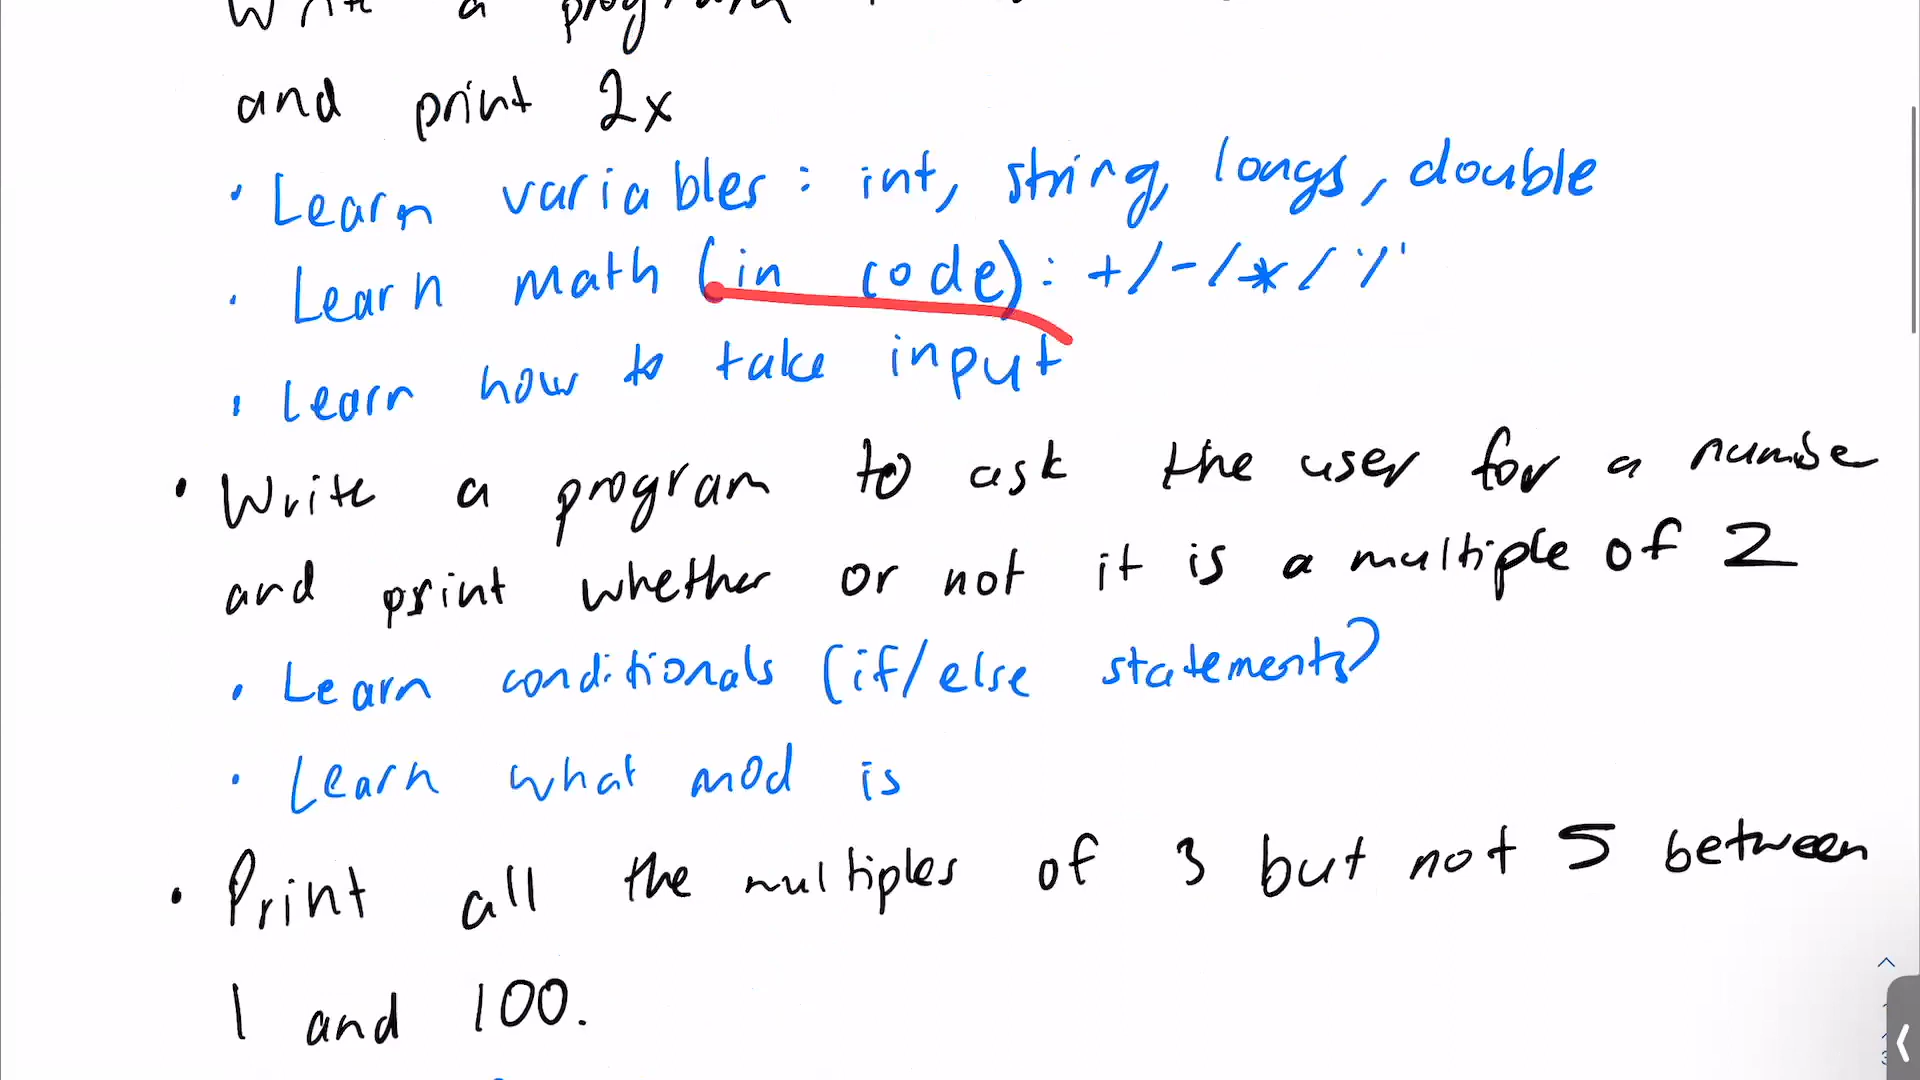 Write a program
and print 2x
• Learn variables : int, string, longs, double
• Learn math (in code) : +/-/*/%
• Learn how to take input
• Write a program to ask the user for a numbe
and print whether or not it is a multiple of 2
• Learn conditionals (if/else statements)
• Learn what mod is
• Print all the multiples of 3 but not 5 between
1 and 100.